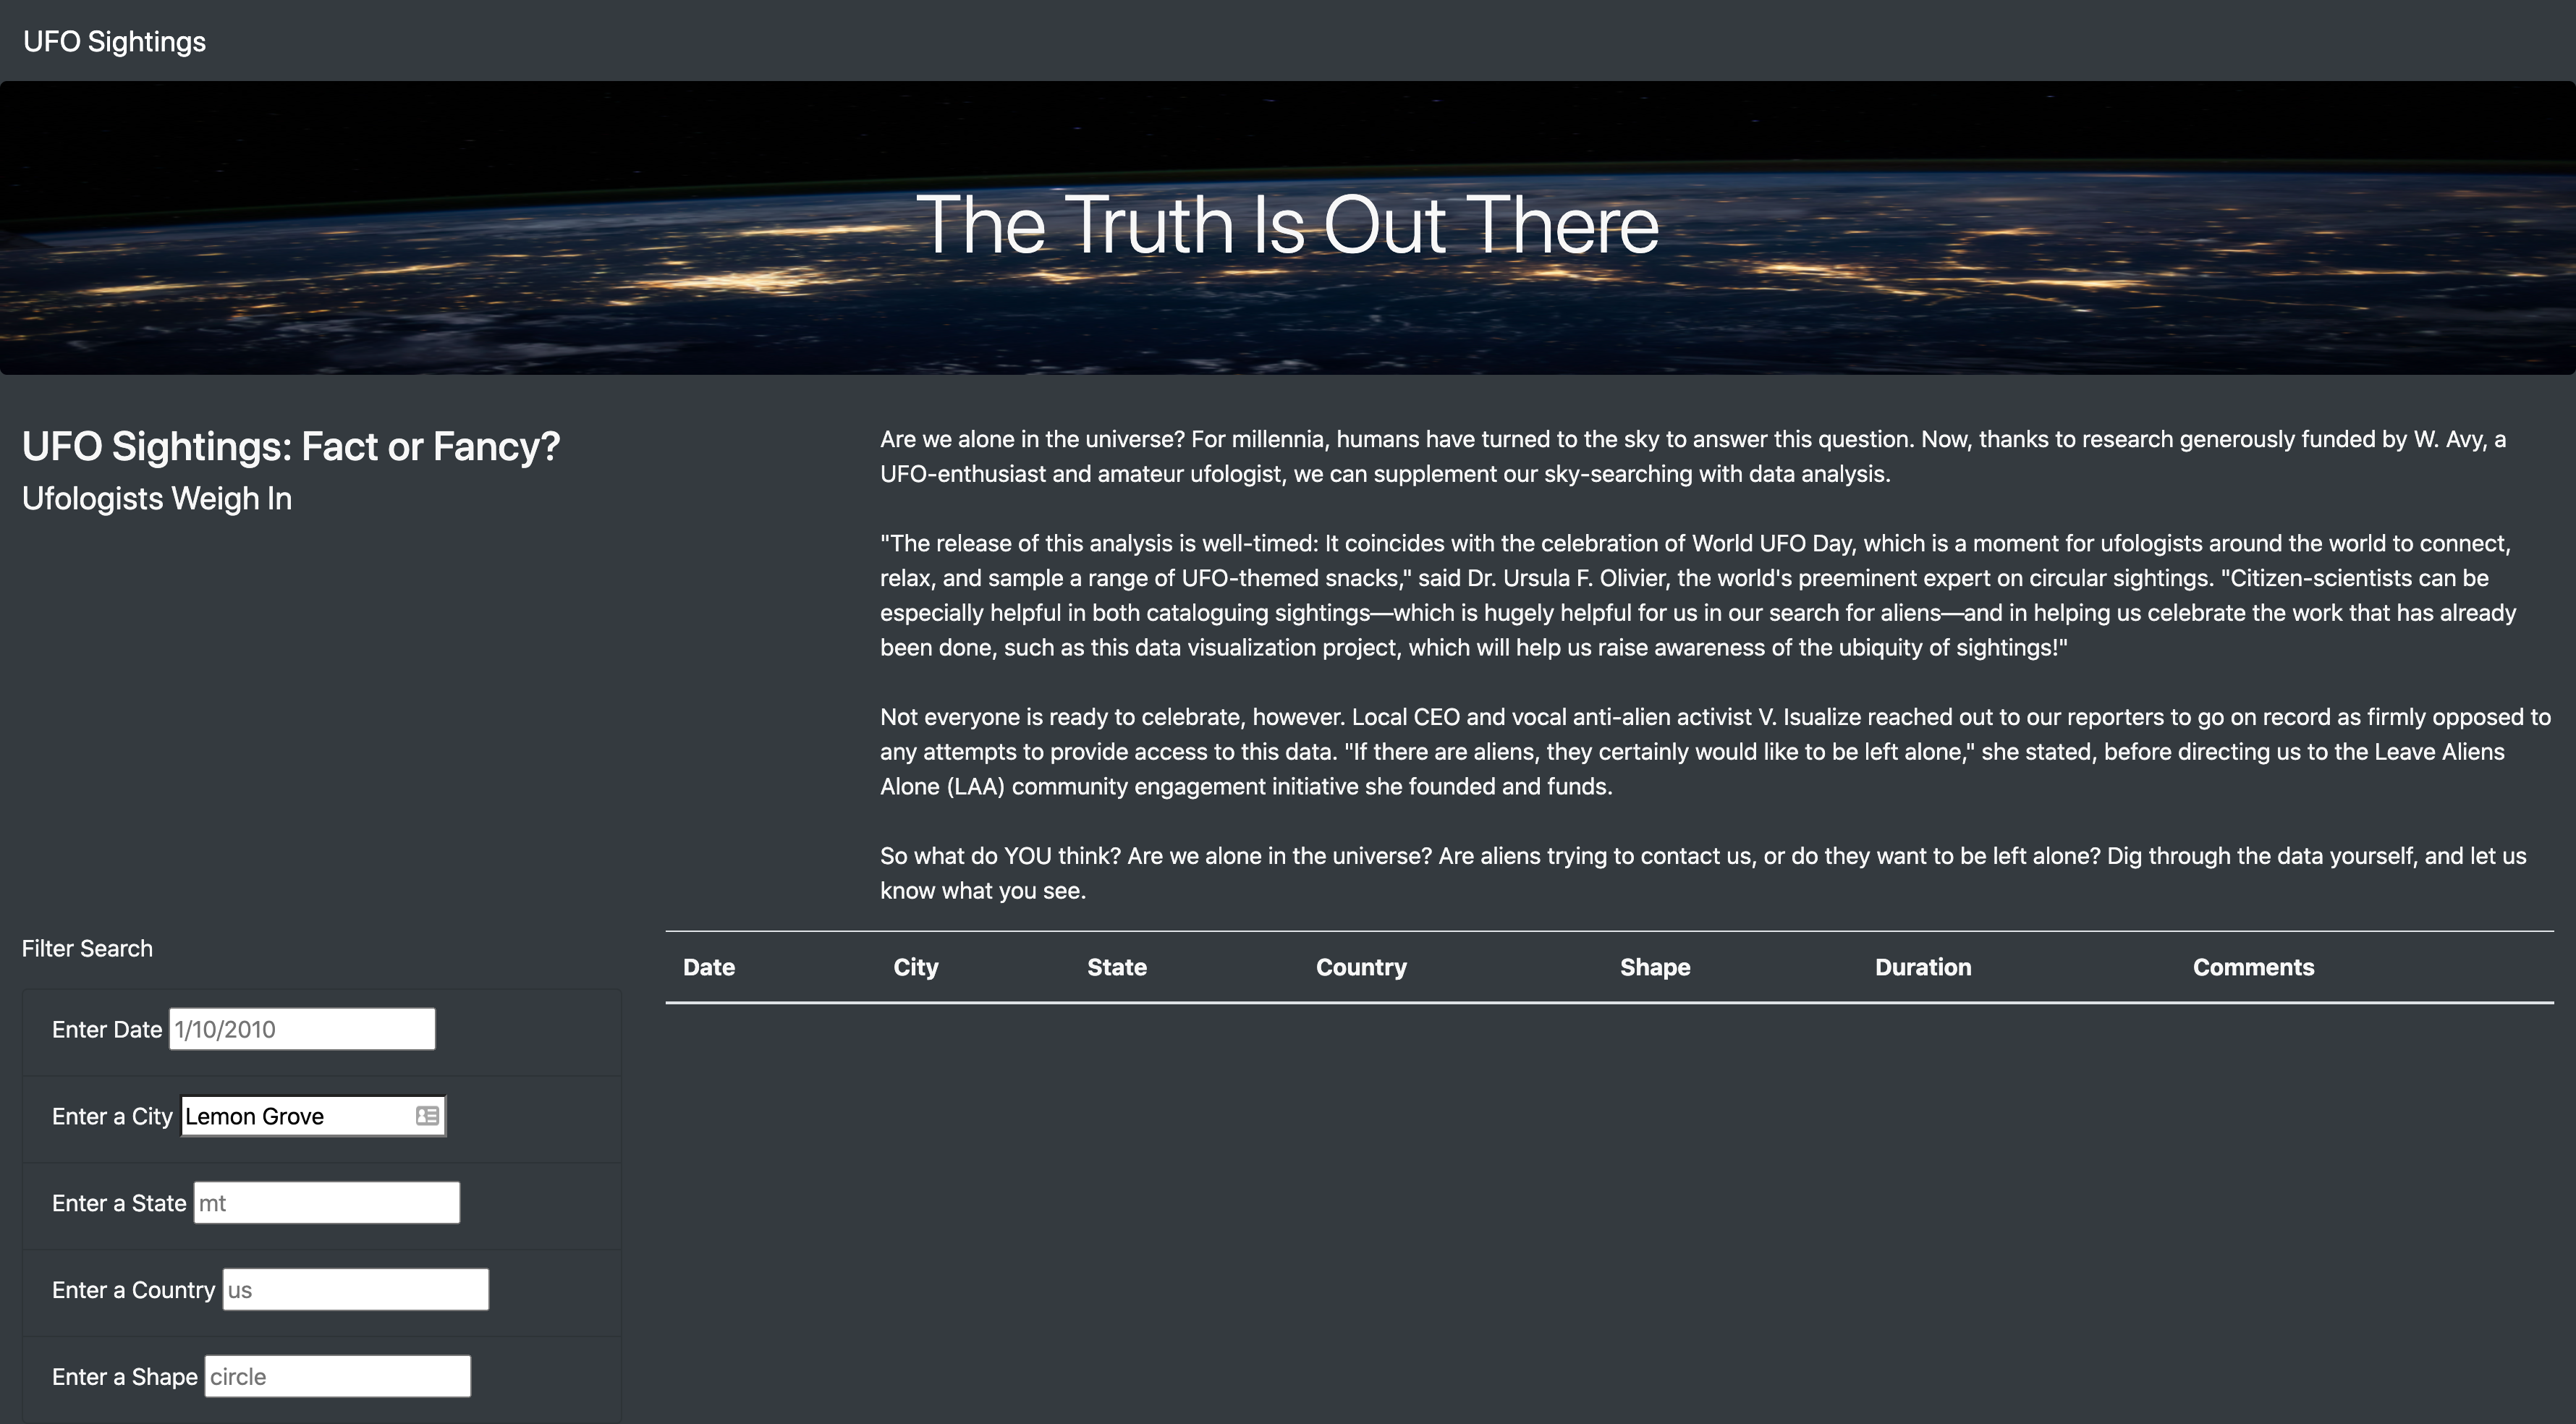 UFO Sightings
The Truth Is Out There
UFO Sightings: Fact or Fancy?
Ufologists Weigh In
Are we alone in the universe? For millennia, humans have turned to the sky to answer this question. Now, thanks to research generously funded by W. Avy, a
UFO-enthusiast and amateur ufologist, we can supplement our sky-searching with data analysis.
"The release of this analysis is well-timed: It coincides with the celebration of World UFO Day, which is a moment for ufologists around the world to connect,
relax, and sample a range of UFO-themed snacks," said Dr. Ursula F. Olivier, the world's preeminent expert on circular sightings. "Citizen-scientists can be
especially helpful in both cataloguing sightings—which is hugely helpful for us in our search for aliens—and in helping us celebrate the work that has already
been done, such as this data visualization project, which will help us raise awareness of the ubiquity of sightings!"
Not everyone is ready to celebrate, however. Local CEO and vocal anti-alien activist V. Isualize reached out to our reporters to go on record as firmly opposed to
any attempts to provide access to this data. "If there are aliens, they certainly would like to be left alone," she stated, before directing us to the Leave Aliens
Alone (LAA) community engagement initiative she founded and funds.
So what do YOU think? Are we alone in the universe? Are aliens trying to contact us, or do they want to be left alone? Dig through the data yourself, and let us
know what you see.
Filter Search
Enter Date 1/10/2010
Enter a City Lemon Grove
Enter a State mt
Enter a Country us
Enter a Shape circle
Date City State Country Shape Duration Comments